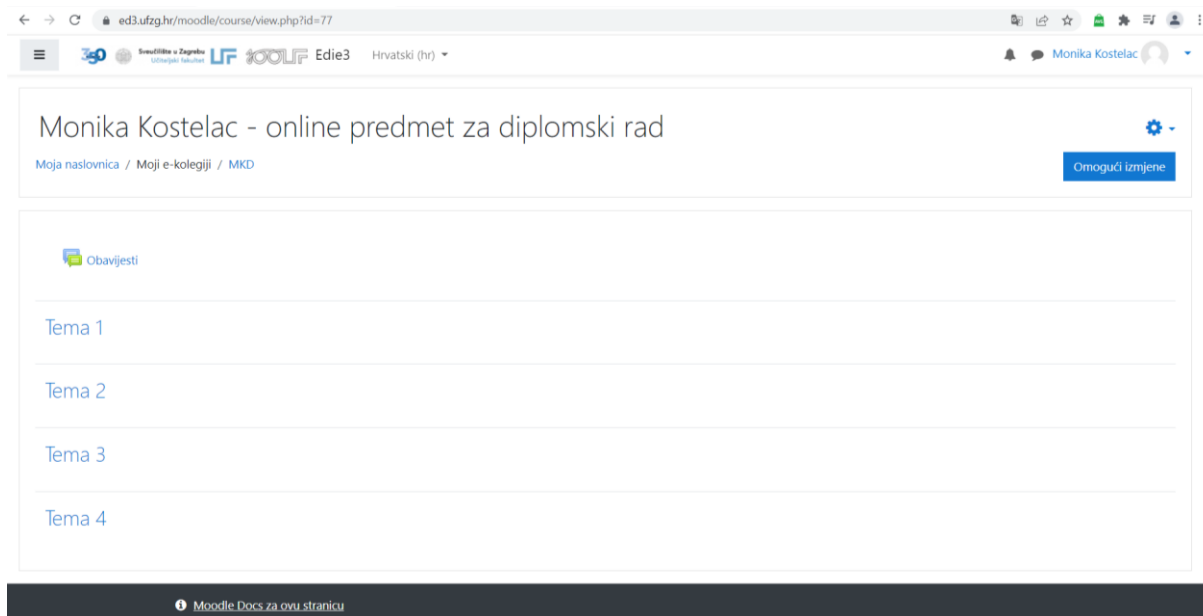 ed3.ufzg.hr/moodle/course/view.php?id=77
360 Sveučilište u Zagrebu Edie3 Hrvatski (hr) Monika Kostelac
Učiteljski fakultet
Monika Kostelac - online predmet za diplomski rad
Moja naslovnica / Moji e-kolegiji / MKD
Omogući izmjene
Obavijesti
Tema 1
Tema 2
Tema 3
Tema 4
Moodle Docs za ovu stranicu